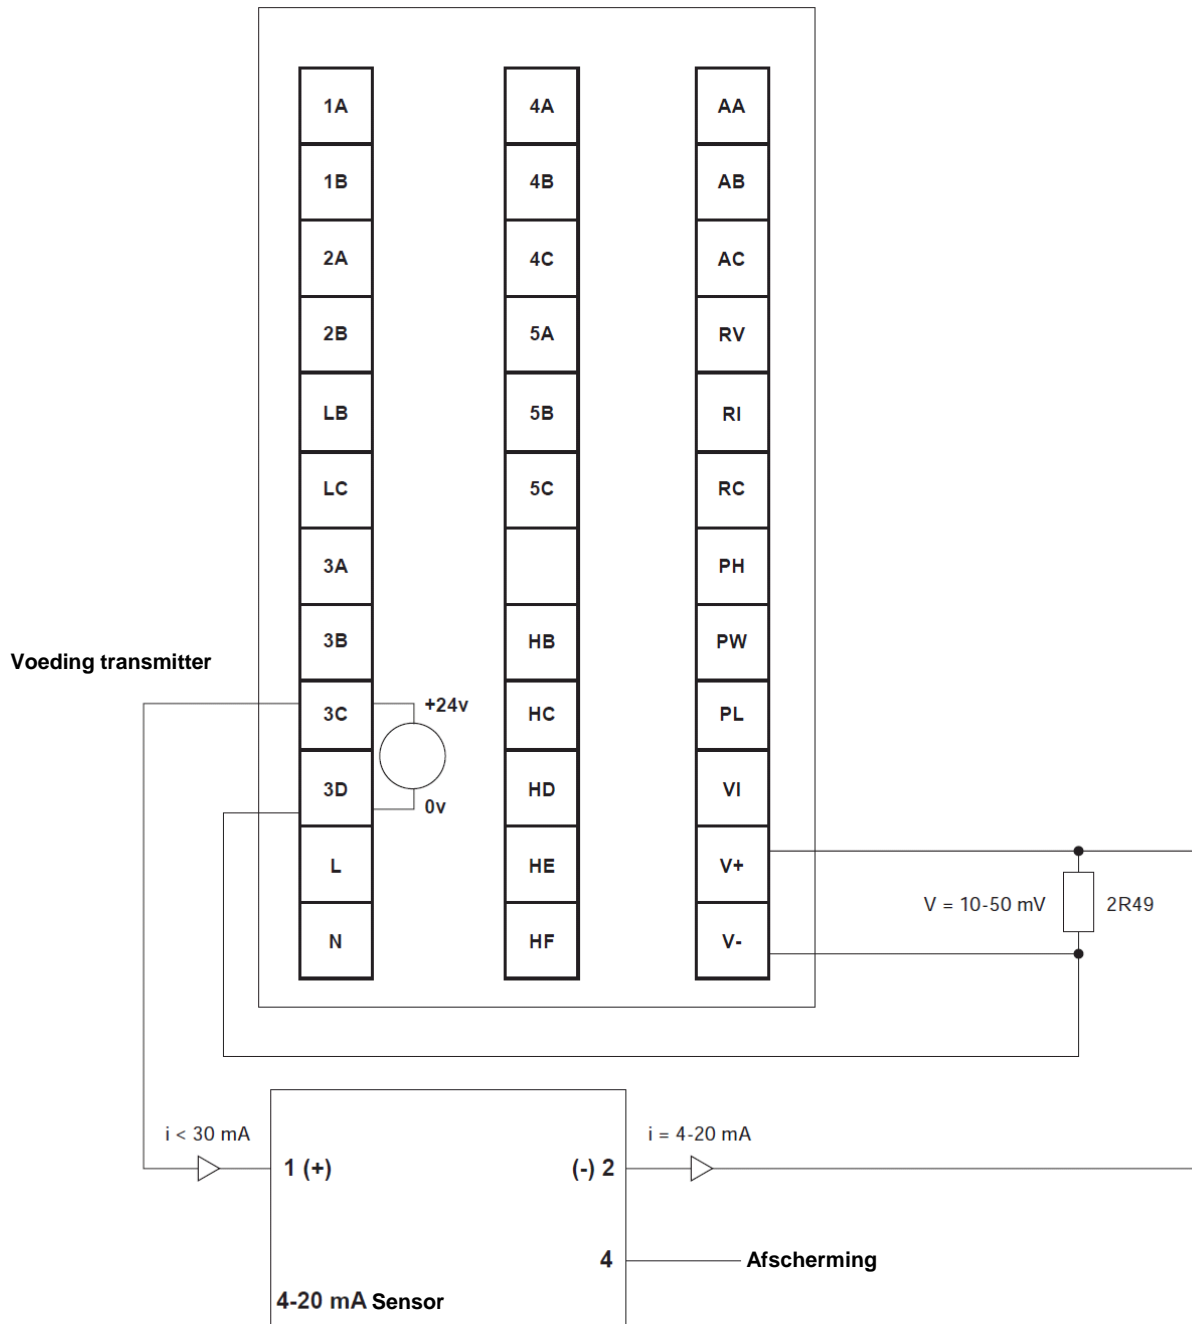 1A
1B
2A
2B
LB
LC
3A
3B
3C
3D
L
N
4A
4B
4C
5A
5B
5C
HB
HC
HD
HE
HF
AA
AB
AC
RV
RI
RC
PH
PW
PL
VI
V+
V-
Voeding transmitter
+24v
0v
V = 10-50 mV
2R49
i < 30 mA
i = 4-20 mA
1 (+)
(-) 2
4
Afscherming
4-20 mA Sensor